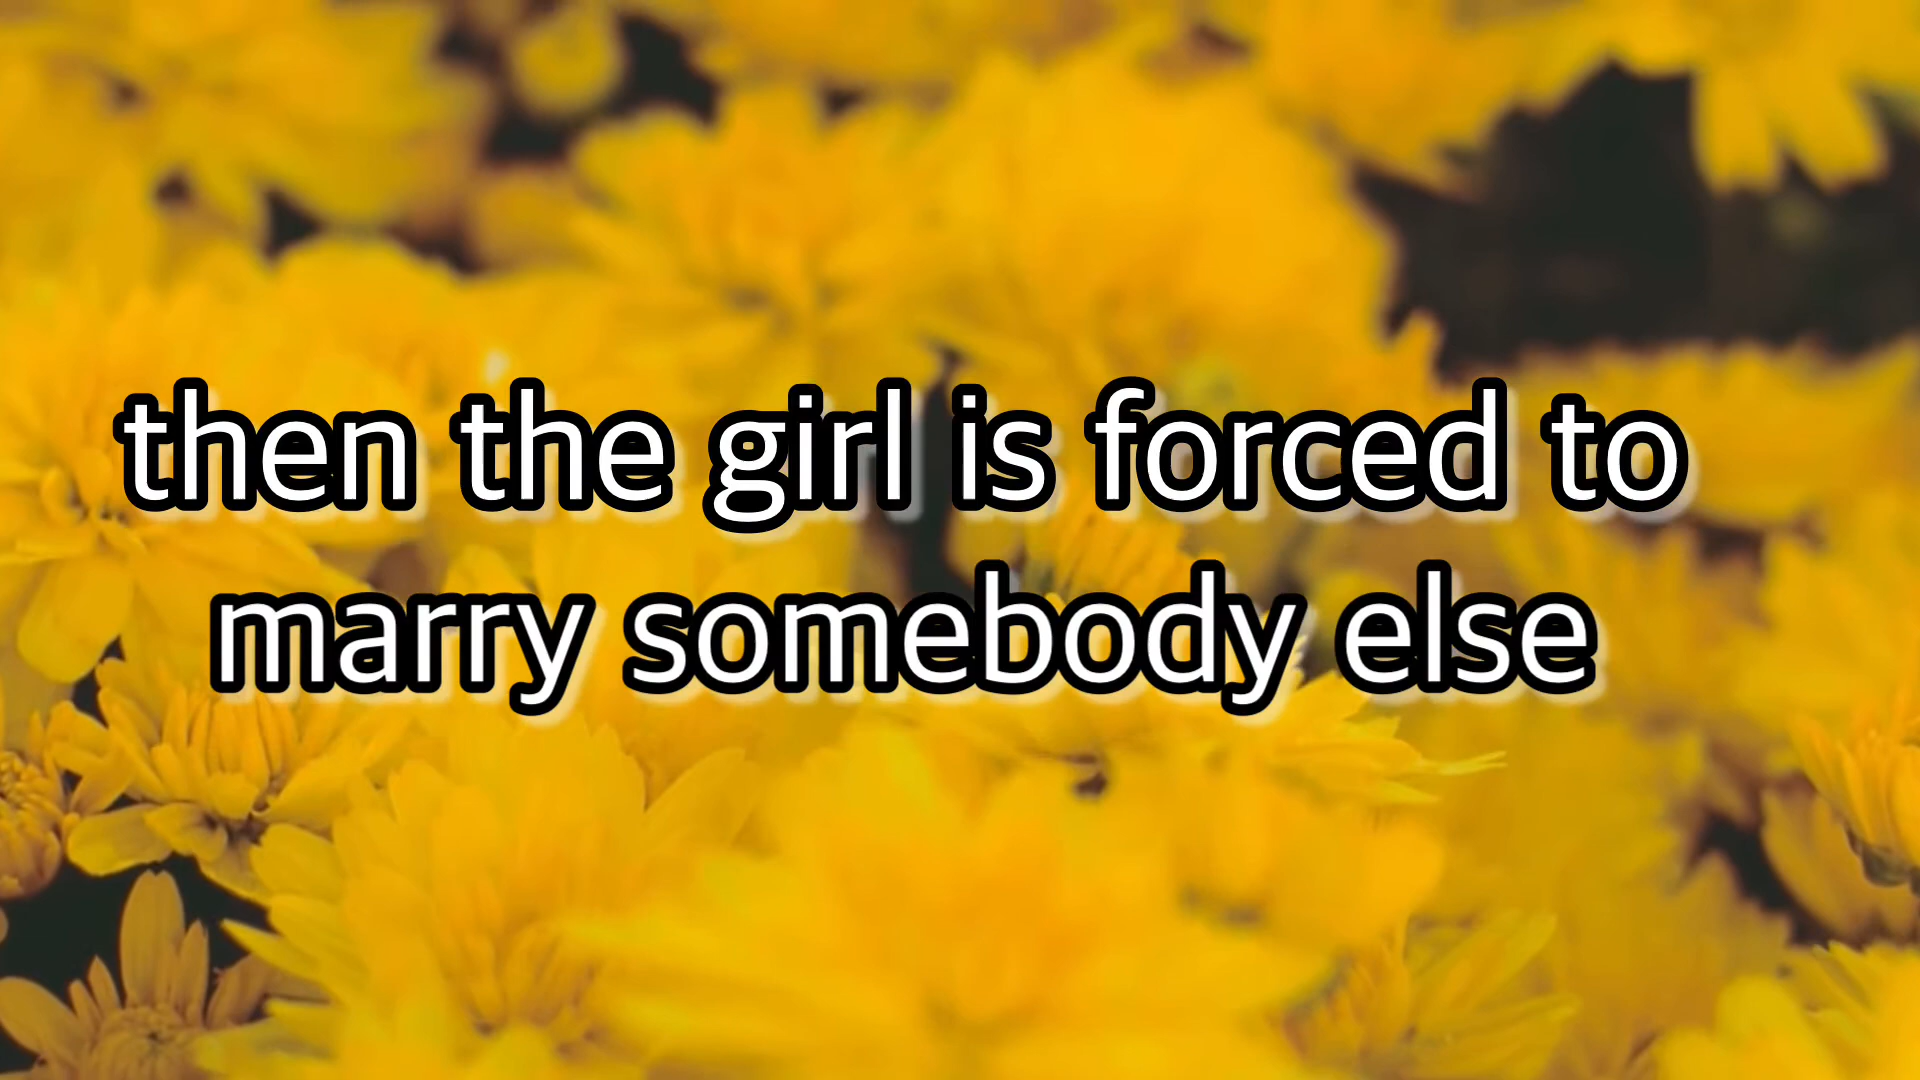 then the girl is forced to
marry somebody else